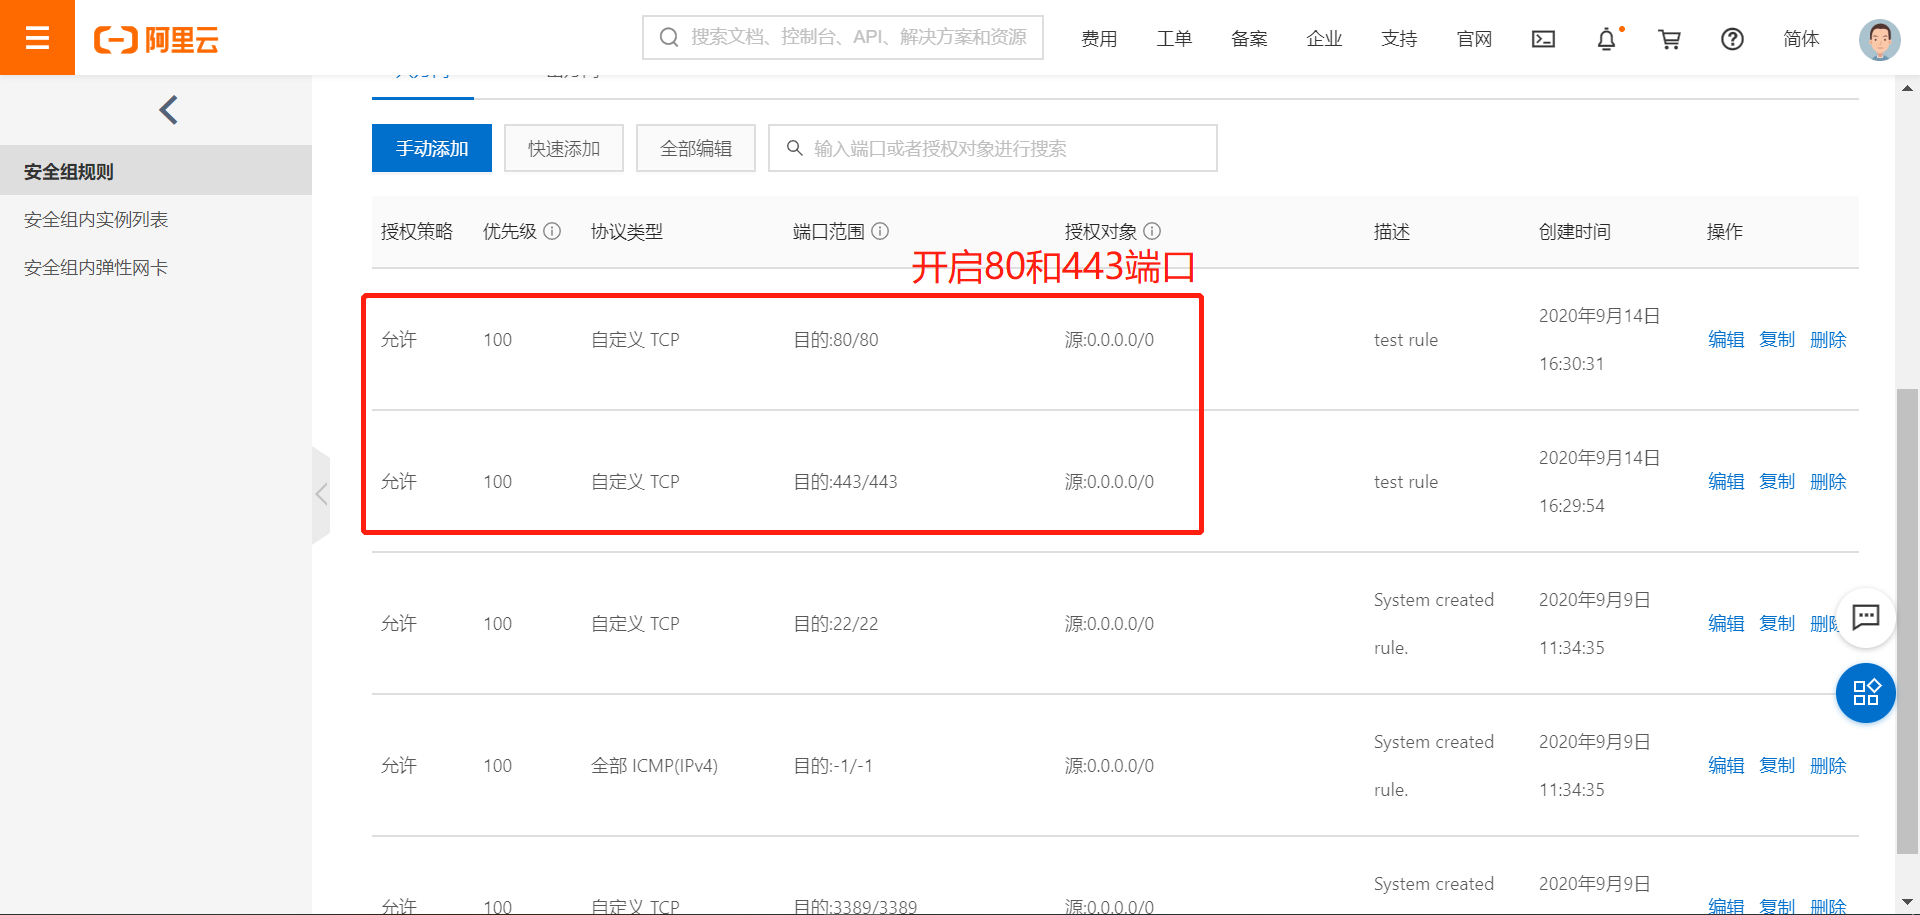 阿里云
搜索文档、控制台、API、解决方案和资源
费用 工单 备案 企业 支持 官网 简体
入方向 出方向
手动添加 快速添加 全部编辑 输入端口或者授权对象进行搜索
安全组规则
安全组内实例列表
安全组内弹性网卡
授权策略 优先级 协议类型 端口范围 授权对象 描述 创建时间 操作
开启80和443端口
允许 100 自定义 TCP 目的:80/80 源:0.0.0.0/0 test rule 2020年9月14日 16:30:31 编辑 复制 删除
允许 100 自定义 TCP 目的:443/443 源:0.0.0.0/0 test rule 2020年9月14日 16:29:54 编辑 复制 删除
允许 100 自定义 TCP 目的:22/22 源:0.0.0.0/0 System created rule. 2020年9月9日 11:34:35 编辑 复制 删除
允许 100 全部 ICMP(IPv4) 目的:-1/-1 源:0.0.0.0/0 System created rule. 2020年9月9日 11:34:35 编辑 复制 删除
允许 100 自定义 TCP 目的:3389/3389 源:0.0.0.0/0 System created 2020年9月9日 编辑 复制 删除